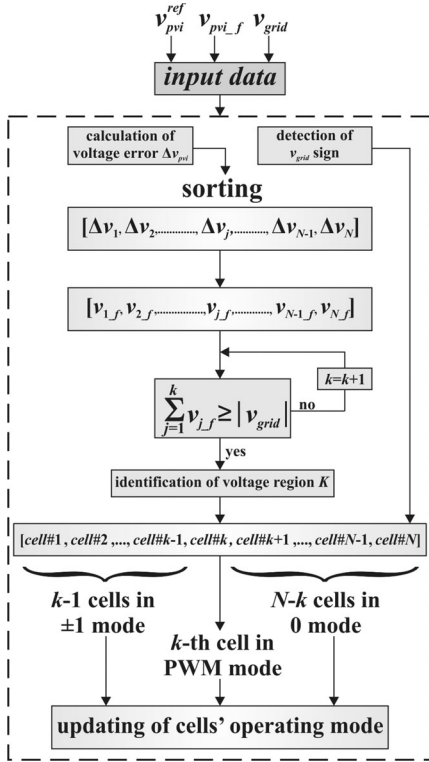 v_pvi^ref v_pvi_f v_grid
input data
calculation of
voltage error Δv_pvi
detection of
v_grid sign
sorting
[Δv_1, Δv_2,............., Δv_j,..........., Δv_N-1, Δv_N]
[v_1_f, v_2_f,................,v_j_f,.........,v_N-1_f, v_N_f]
k=k+1
∑_{j=1}^{k} v_j_f ≥ | v_grid |
no
yes
identification of voltage region K
[cell#1, cell#2 ,..., cell#k-1, cell#k, cell#k+1 ,..., cell#N-1, cell#N]
k-1 cells in
±1 mode
N-k cells in
0 mode
k-th cell in
PWM mode
updating of cells' operating mode